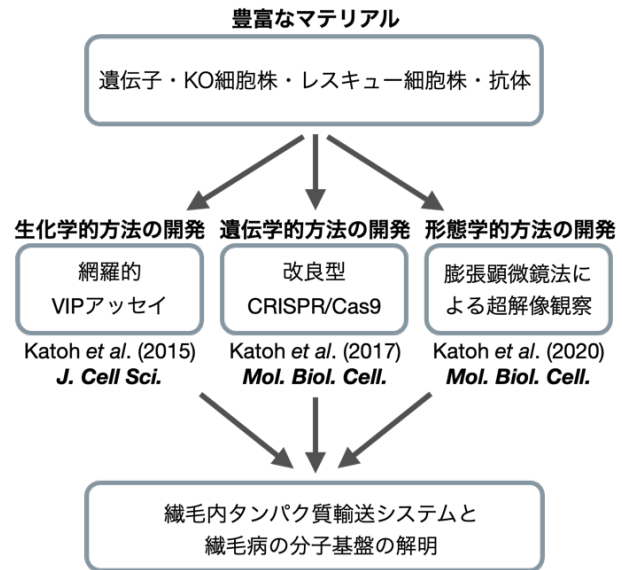 豊富なマテリアル
遺伝子・KO細胞株・レスキュー細胞株・抗体
生化学的方法の開発
網羅的
VIPアッセイ
Katoh et al. (2015)
J. Cell Sci.
遺伝学的方法の開発
改良型
CRISPR/Cas9
Katoh et al. (2017)
Mol. Biol. Cell.
形態学的方法の開発
膨張顕微鏡法に
よる超解像観察
Katoh et al. (2020)
Mol. Biol. Cell.
繊毛内タンパク質輸送システムと
繊毛病の分子基盤の解明